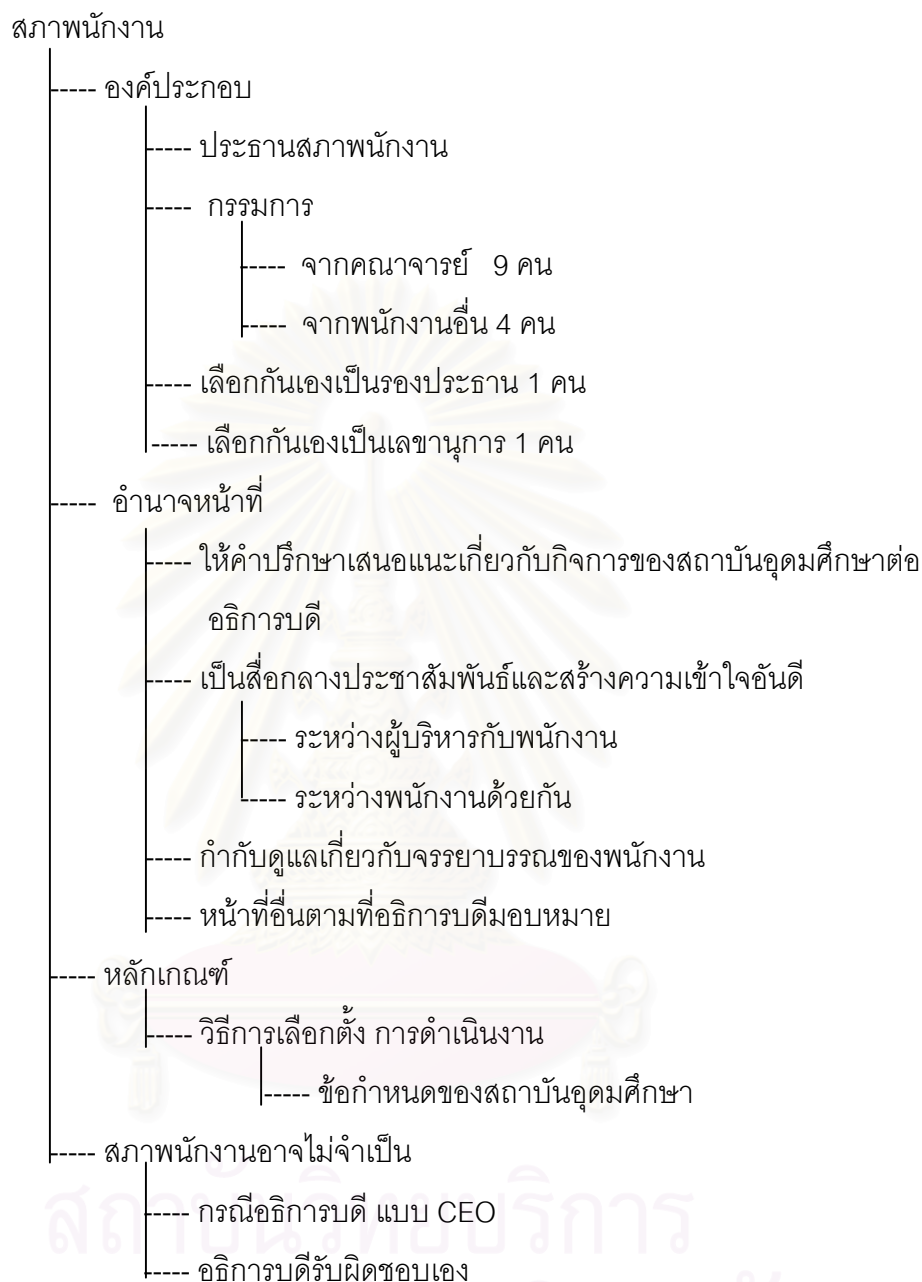 สภาพนักงาน
----- องค์ประกอบ
----- ประธานสภาพนักงาน
----- กรรมการ
----- จากคณาจารย์ 9 คน
----- จากพนักงานอื่น 4 คน
----- เลือกกันเองเป็นรองประธาน 1 คน
----- เลือกกันเองเป็นเลขานุการ 1 คน
----- อำนาจหน้าที่
----- ให้คำปรึกษาเสนอแนะเกี่ยวกับกิจการของสถาบันอุดมศึกษาต่อ
อธิการบดี
----- เป็นสื่อกลางประชาสัมพันธ์และสร้างความเข้าใจอันดี
----- ระหว่างผู้บริหารกับพนักงาน
----- ระหว่างพนักงานด้วยกัน
----- กำกับดูแลเกี่ยวกับจรรยาบรรณของพนักงาน
----- หน้าที่อื่นตามที่อธิการบดีมอบหมาย
----- หลักเกณฑ์
----- วิธีการเลือกตั้ง การดำเนินงาน
----- ข้อกำหนดของสถาบันอุดมศึกษา
----- สภาพนักงานอาจไม่จำเป็น
สถาบันวิทยบริการ
----- กรณีอธิการบดี แบบ CEO
----- อธิการบดีรับผิดชอบเอง